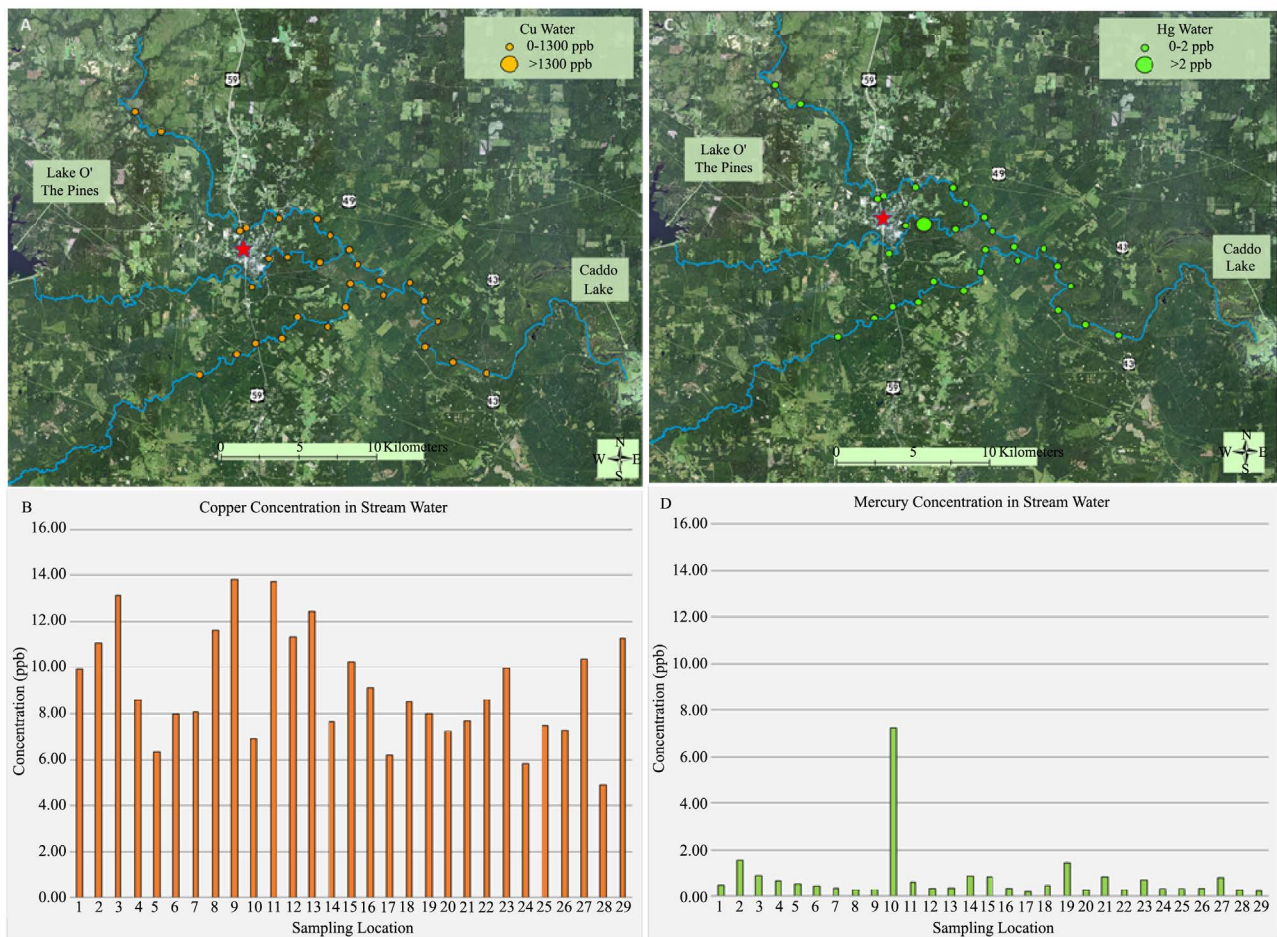 A
Cu Water
0-1300 ppb
>1300 ppb
59
Lake O'
The Pines
49
43
Caddo
Lake
59
43
0 5 10 Kilometers
N
W E
S
C
Hg Water
0-2 ppb
>2 ppb
59
Lake O'
The Pines
49
43
Caddo
Lake
43
59
0 5 10 Kilometers
N
W E
S
B
Copper Concentration in Stream Water
16.00
14.00
12.00
10.00
8.00
6.00
4.00
2.00
0.00
Concentration (ppb)
1 2 3 4 5 6 7 8 9 10 11 12 13 14 15 16 17 18 19 20 21 22 23 24 25 26 27 28 29
Sampling Location
D
Mercury Concentration in Stream Water
16.00
14.00
12.00
10.00
8.00
6.00
4.00
2.00
0.00
Concentration (ppb)
1 2 3 4 5 6 7 8 9 10 11 12 13 14 15 16 17 18 19 20 21 22 23 24 25 26 27 28 29
Sampling Location